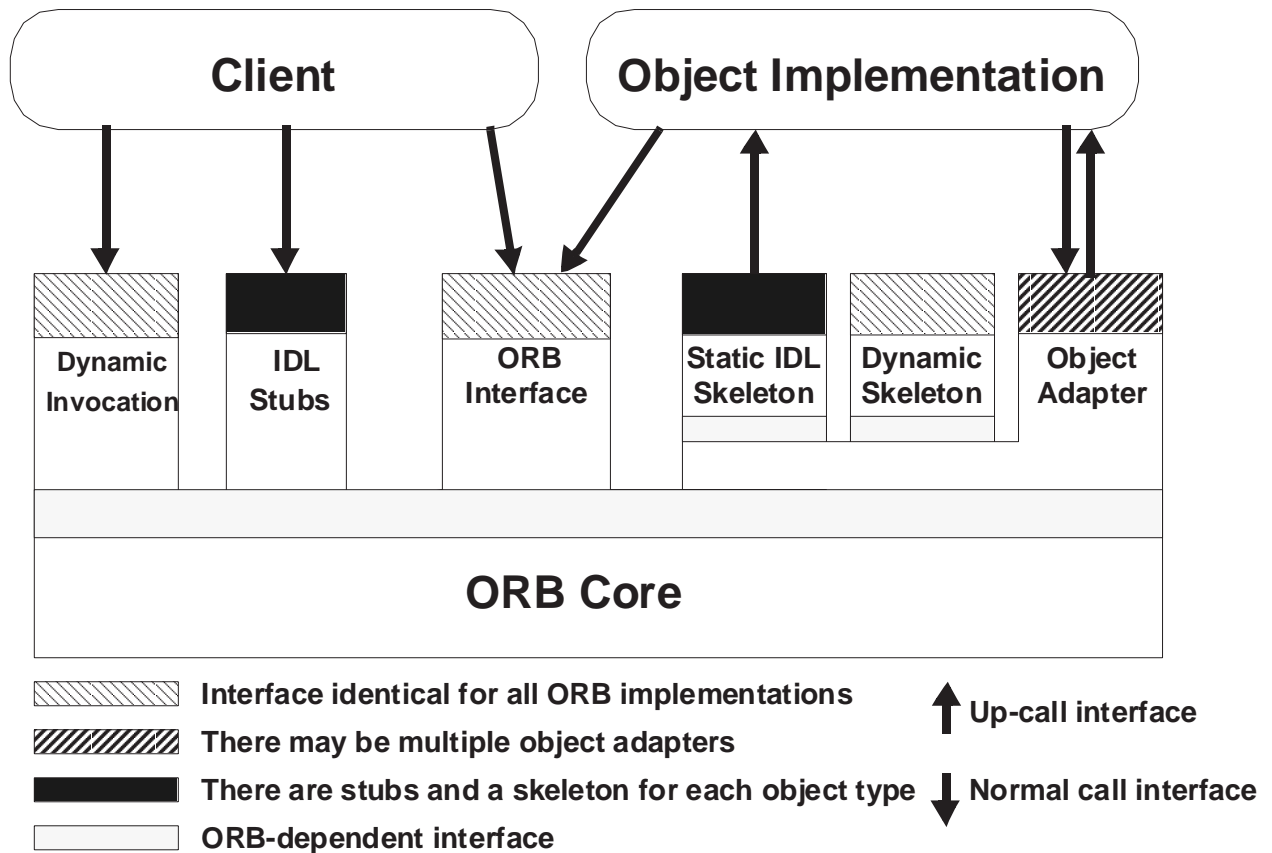 Client
Object Implementation
Dynamic
Invocation
IDL
Stubs
ORB
Interface
Static IDL
Skeleton
Dynamic
Skeleton
Object
Adapter
ORB Core
Interface identical for all ORB implementations
There may be multiple object adapters
There are stubs and a skeleton for each object type
ORB-dependent interface
Up-call interface
Normal call interface